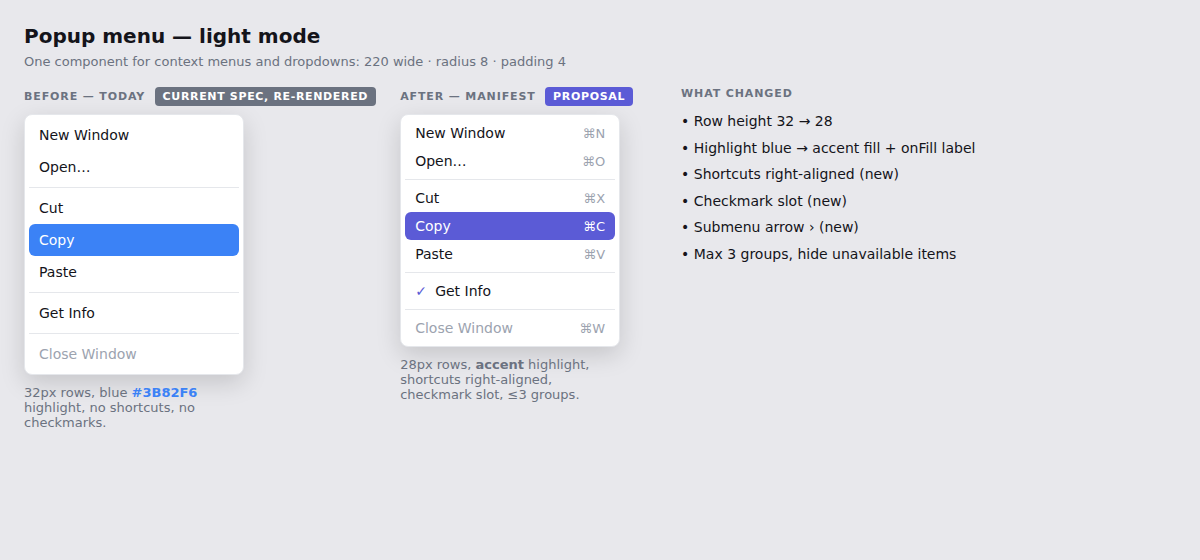 Popup menu — light mode
One component for context menus and dropdowns: 220 wide · radius 8 · padding 4
BEFORE — TODAY CURRENT SPEC, RE-RENDERED
New Window
Open…
Cut
Copy
Paste
Get Info
Close Window
32px rows, blue #3B82F6
highlight, no shortcuts, no
checkmarks.
AFTER — MANIFEST PROPOSAL
New Window ⌘N
Open… ⌘O
Cut ⌘X
Copy ⌘C
Paste ⌘V
✓ Get Info
Close Window ⌘W
28px rows, accent highlight,
shortcuts right-aligned,
checkmark slot, ≤3 groups.
WHAT CHANGED
• Row height 32 → 28
• Highlight blue → accent fill + onFill label
• Shortcuts right-aligned (new)
• Checkmark slot (new)
• Submenu arrow › (new)
• Max 3 groups, hide unavailable items